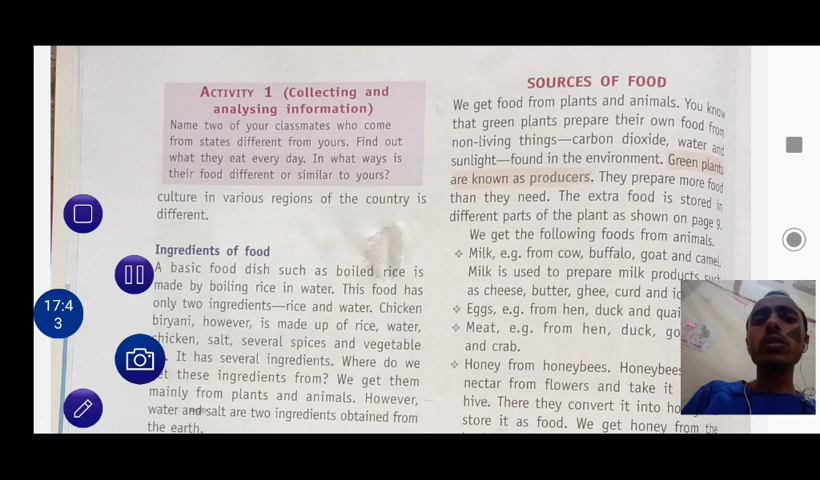 ACTIVITY 1 (Collecting and
analysing information)
Name two of your classmates who come
from states different from yours. Find out
what they eat every day. In what ways is
their food different or similar to yours?
culture in various regions of the country is
different.
Ingredients of food
A basic food dish such as boiled rice is
made by boiling rice in water. This food has
only two ingredients—rice and water. Chicken
biryani, however, is made up of rice, water,
chicken, salt, several spices and vegetable
. It has several ingredients. Where do we
these ingredients from? We get them
mainly from plants and animals. However,
water and salt are two ingredients obtained from
the earth.
SOURCES OF FOOD
We get food from plants and animals. You know
that green plants prepare their own food from
non-living things—carbon dioxide, water and
sunlight—found in the environment. Green plants
are known as producers. They prepare more food
than they need. The extra food is stored in
different parts of the plant as shown on page 9.
We get the following foods from animals.
❖ Milk, e.g. from cow, buffalo, goat and camel.
Milk is used to prepare milk products
as cheese, butter, ghee, curd and
❖ Eggs, e.g. from hen, duck and
❖ Meat, e.g. from hen, duck,
and crab.
❖ Honey from honeybees.
nectar from flowers and take it
hive. There they convert it into
store it as food. We get honey from the
17:4
3